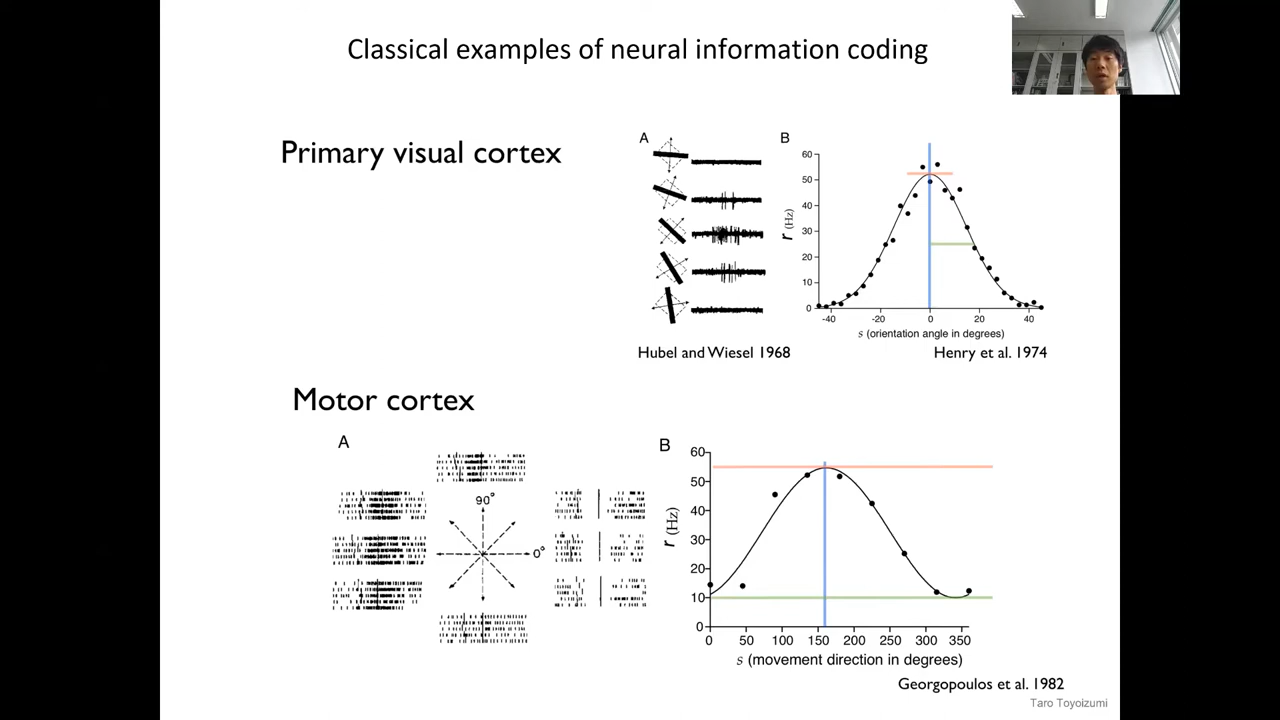 Classical examples of neural information coding
Primary visual cortex
A
B
60
50
40
30
20
10
0
r (Hz)
-40 -20 0 20 40
s (orientation angle in degrees)
Hubel and Wiesel 1968
Henry et al. 1974
Motor cortex
A
90°
0°
B
60
50
40
30
20
10
0
r (Hz)
0 50 100 150 200 250 300 350
s (movement direction in degrees)
Georgopoulos et al. 1982
Taro Toyoizumi